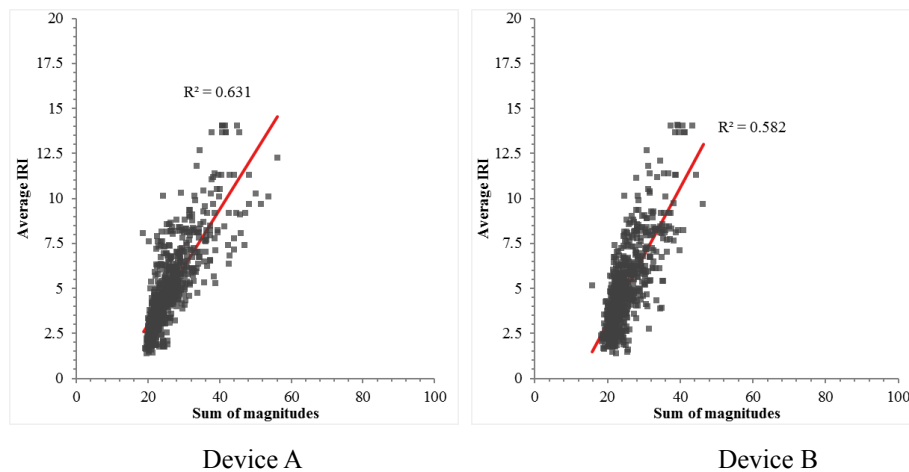 20
17.5
15
12.5
10
7.5
5
2.5
0
Average IRI
R² = 0.631
0 20 40 60 80 100
Sum of magnitudes
Device A
20
17.5
15
12.5
10
7.5
5
2.5
0
Average IRI
R² = 0.582
0 20 40 60 80 100
Sum of magnitudes
Device B